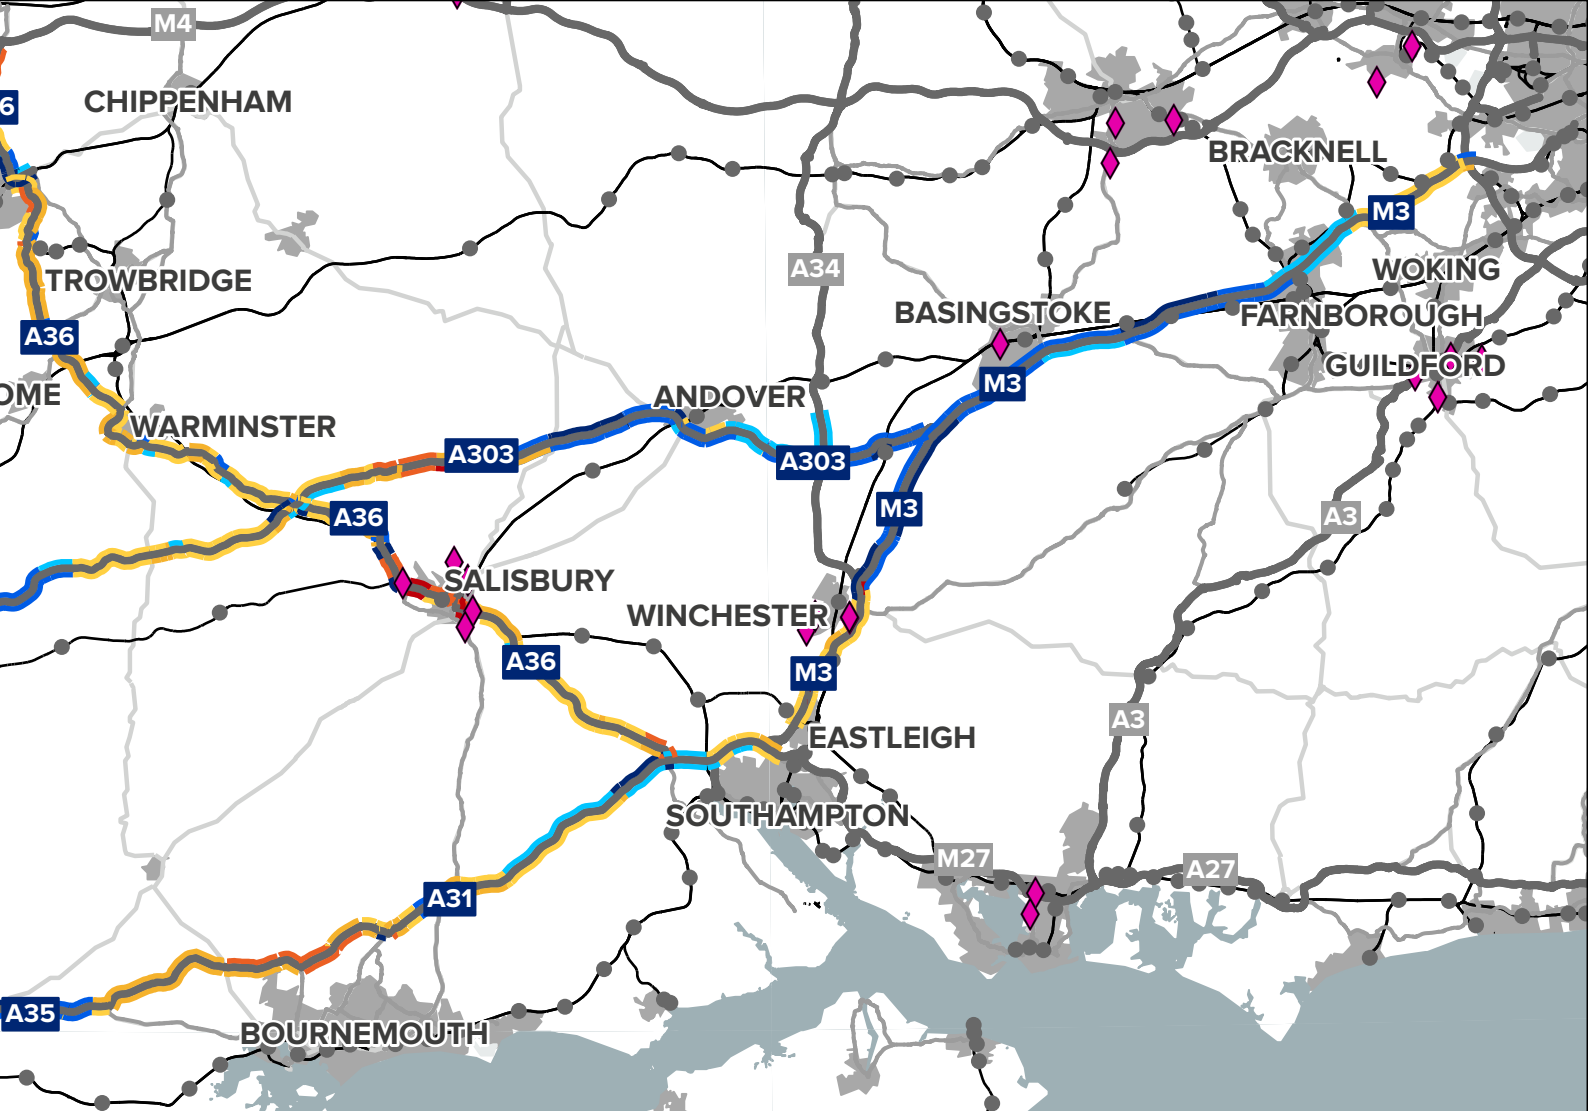 M4
CHIPPENHAM
6
BRACKNELL
M3
A34
WOKING
TROWBRIDGE
BASINGSTOKE
FARNBOROUGH
A36
GUILDFORD
M3
OME
ANDOVER
WARMINSTER
A303
A303
M3
A36
A3
SALISBURY
WINCHESTER
A36
M3
A3
EASTLEIGH
SOUTHAMPTON
M27
A27
A31
A35
BOURNEMOUTH